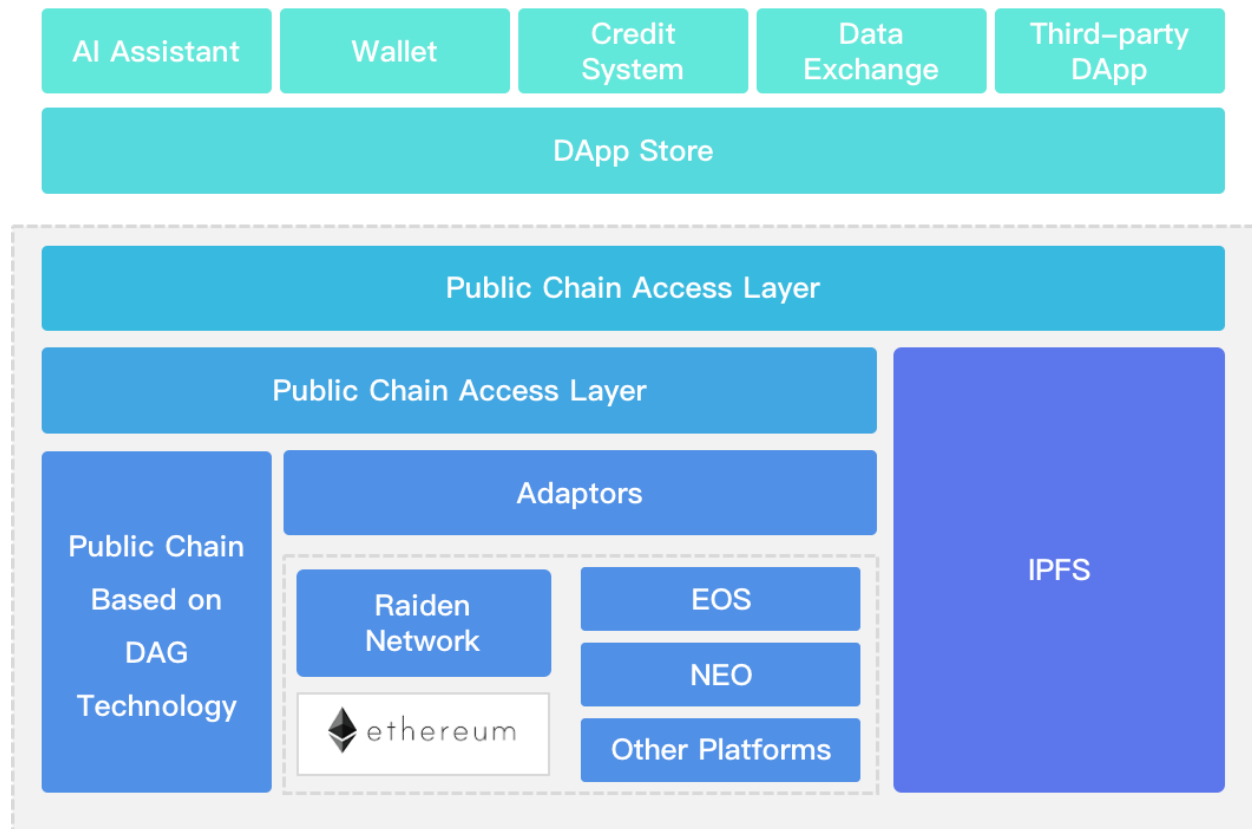 AI Assistant
Wallet
Credit
System
Data
Exchange
Third-party
DApp
DApp Store
Public Chain Access Layer
Public Chain Access Layer
Public Chain
Based on
DAG
Technology
Adaptors
Raiden
Network
ethereum
EOS
NEO
Other Platforms
IPFS